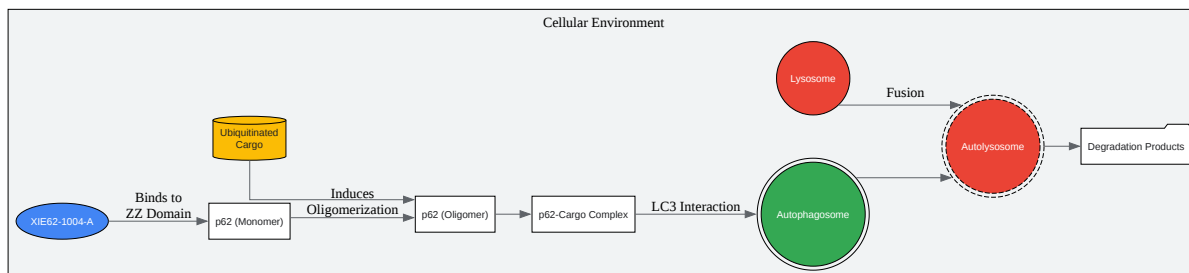 Cellular Environment
Lysosome
Fusion
Ubiquitinated
Cargo
Autolysosome
Degradation Products
XIE62-1004-A
Binds to
ZZ Domain
p62 (Monomer)
Induces
Oligomerization
p62 (Oligomer)
p62-Cargo Complex
LC3 Interaction
Autophagosome